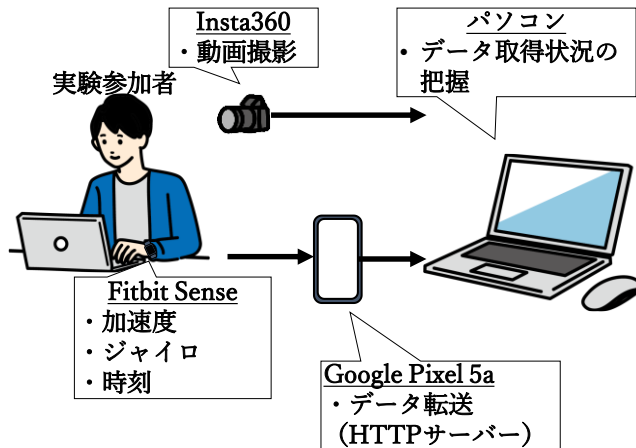 Insta360
・動画撮影
パソコン
・データ取得状況の
把握
実験参加者
Fitbit Sense
・加速度
・ジャイロ
・時刻
Google Pixel 5a
・データ転送
（HTTPサーバー）